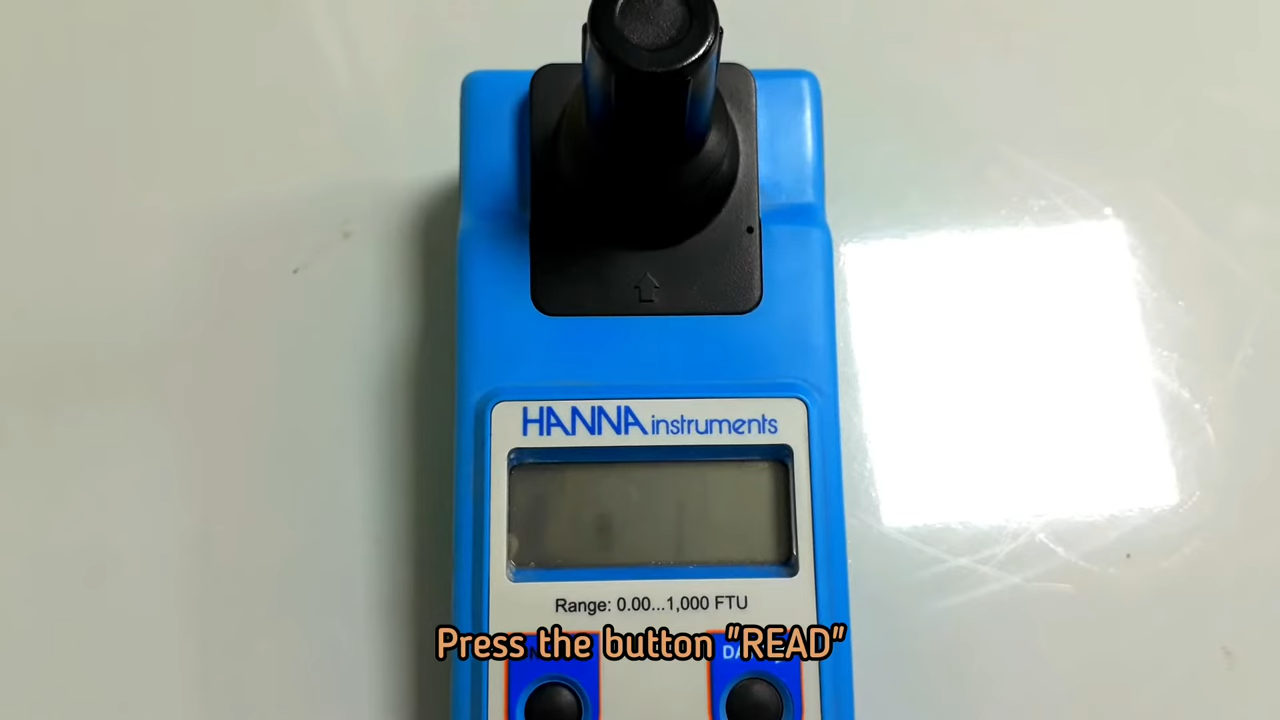 HANNA instruments
Range: 0.00...1,000 FTU
Press the button "READ"